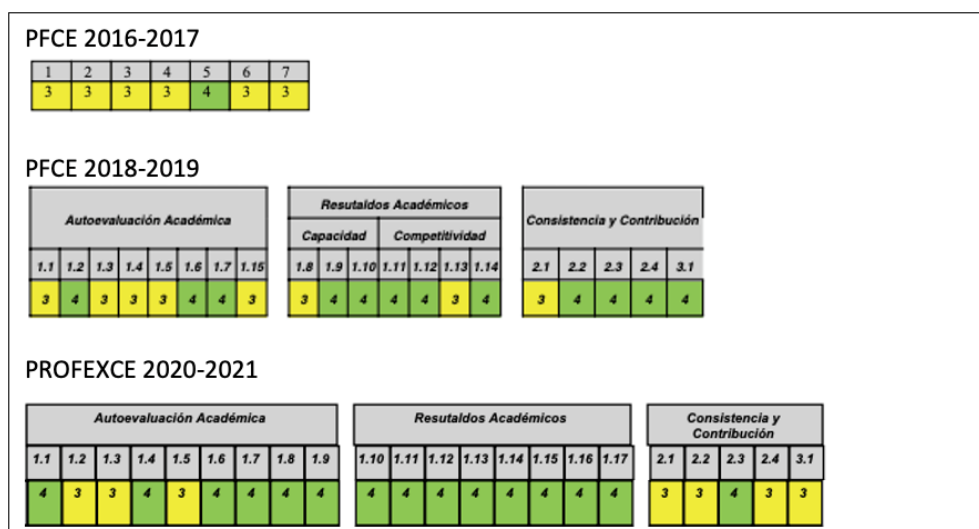 PFCE 2016-2017
1 2 3 4 5 6 7
3 3 3 3 4 3 3
PFCE 2018-2019
Autoevaluación Académica
1.1 1.2 1.3 1.4 1.5 1.6 1.7 1.15
3 4 3 3 3 4 4 3
Resutaldos Académicos
Capacidad Competitividad
1.8 1.9 1.10 1.11 1.12 1.13 1.14
3 4 4 4 4 3 4
Consistencia y Contribución
2.1 2.2 2.3 2.4 3.1
3 4 4 4 4
PROFEXCE 2020-2021
Autoevaluación Académica
1.1 1.2 1.3 1.4 1.5 1.6 1.7 1.8 1.9
4 3 3 4 3 4 4 4 4
Resutaldos Académicos
1.10 1.11 1.12 1.13 1.14 1.15 1.16 1.17
4 4 4 4 4 4 4 4
Consistencia y
Contribución
2.1 2.2 2.3 2.4 3.1
3 3 4 3 3